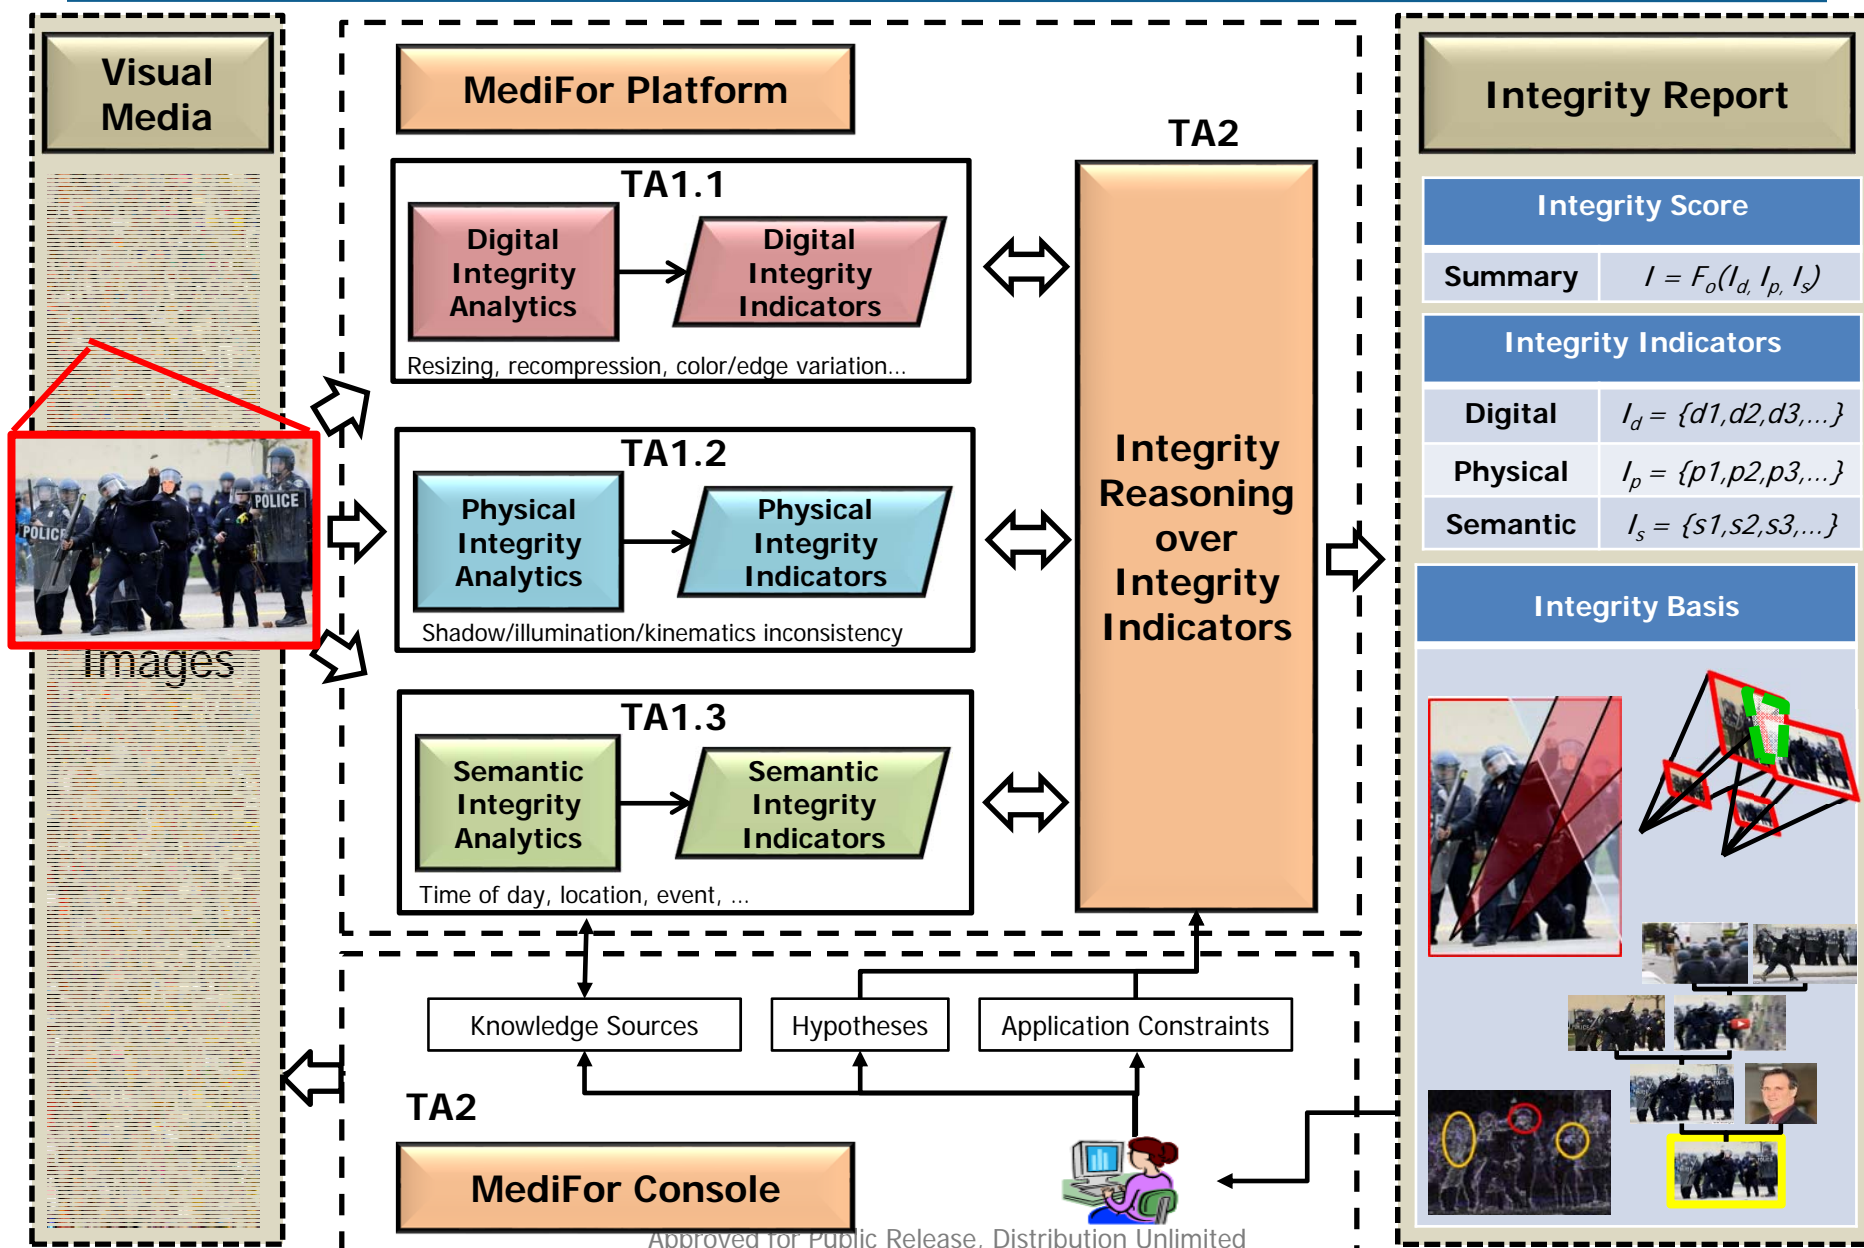 Visual
Media
Images
POLICE
POLICE
MediFor Platform
TA1.1
Digital
Integrity
Analytics
Digital
Integrity
Indicators
Resizing, recompression, color/edge variation...
TA1.2
Physical
Integrity
Analytics
Physical
Integrity
Indicators
Shadow/illumination/kinematics inconsistency
TA1.3
Semantic
Integrity
Analytics
Semantic
Integrity
Indicators
Time of day, location, event, ...
TA2
Integrity
Reasoning
over
Integrity
Indicators
Knowledge Sources
Hypotheses
Application Constraints
TA2
MediFor Console
Approved for Public Release, Distribution Unlimited
Integrity Report
Integrity Score
Summary I = Fo(Id, Ip, Is)
Integrity Indicators
Digital Id = {d1,d2,d3,...}
Physical Ip = {p1,p2,p3,...}
Semantic Is = {s1,s2,s3,...}
Integrity Basis